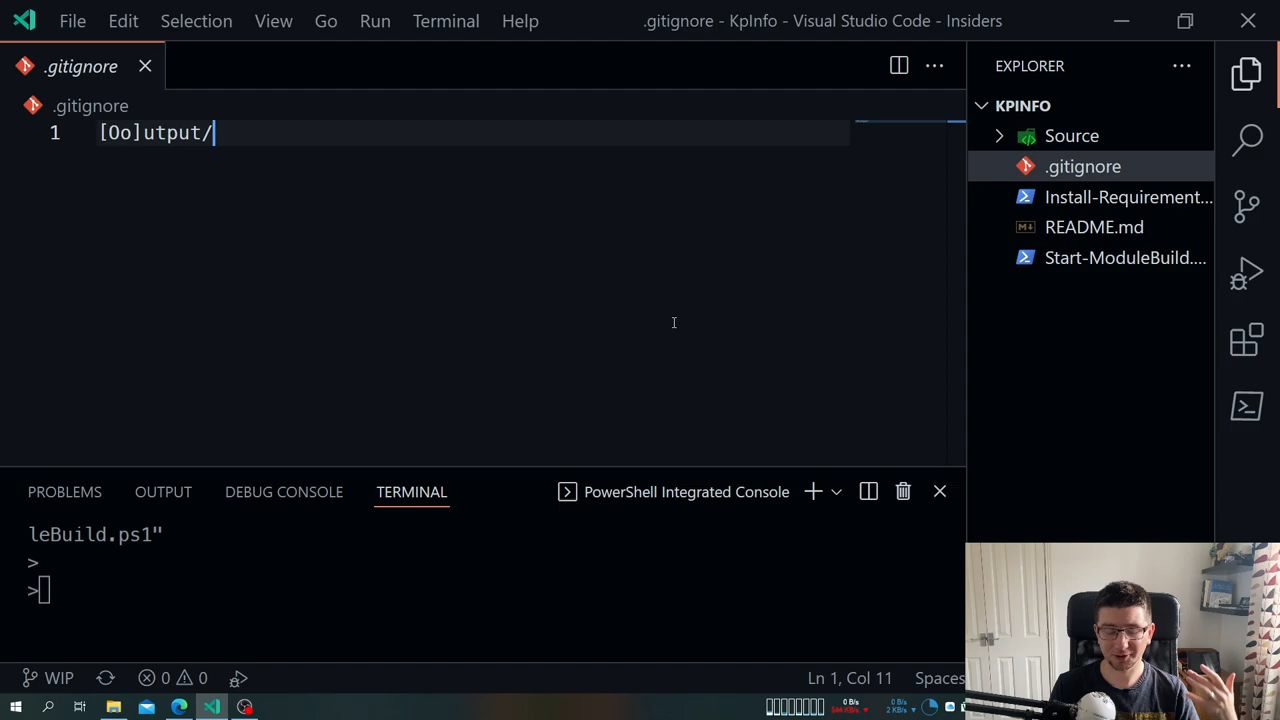 File Edit Selection View Go Run Terminal Help .gitignore - KpInfo - Visual Studio Code - Insiders
.gitignore
EXPLORER
.gitignore
KPINFO
1 [Oo]utput/
Source
.gitignore
Install-Requirement...
README.md
Start-ModuleBuild....
PROBLEMS OUTPUT DEBUG CONSOLE TERMINAL PowerShell Integrated Console
leBuild.ps1"
>
>
WIP 0 0 Ln 1, Col 11 Spaces
0 B/s 0 B/s